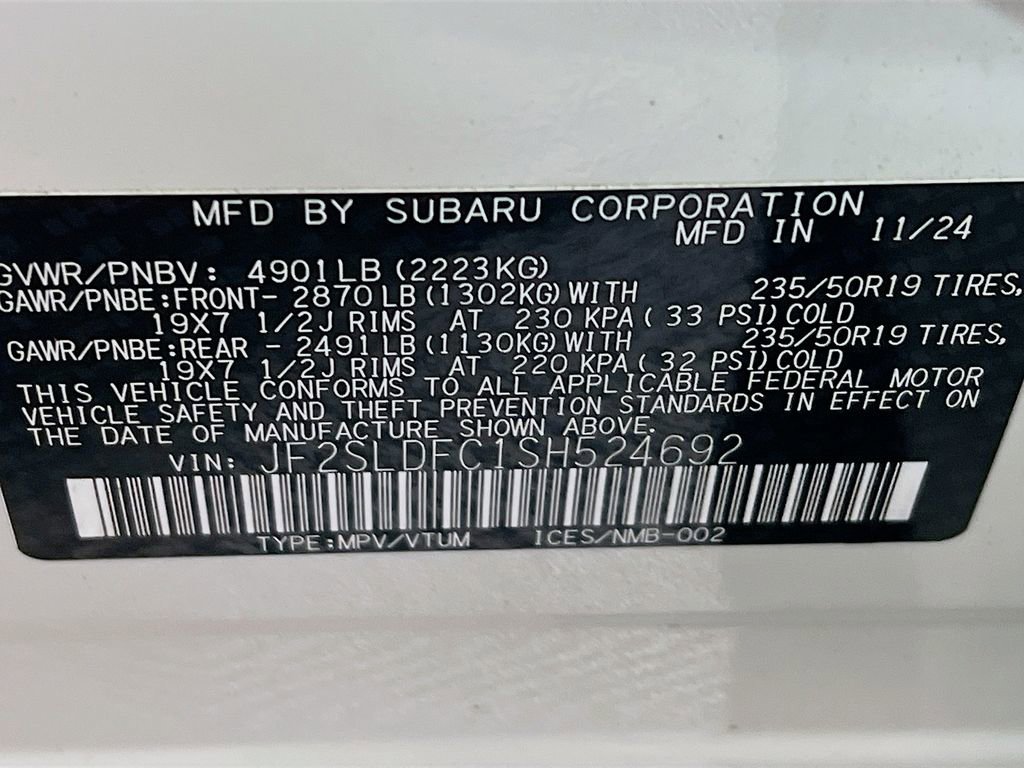 MFD BY SUBARU CORPORATION
MFD IN 11/24
GVWR/PNBV: 4901LB (2223KG)
GAWR/PNBE:FRONT- 2870LB(1302KG)WITH 235/50R19 TIRES,
19X7 1/2J RIMS AT 230 KPA( 33 PSI)COLD
GAWR/PNBE:REAR - 2491LB(1130KG)WITH 235/50R19 TIRES,
19X7 1/2J RIMS AT 220 KPA(32 PSI)COLD
THIS VEHICLE CONFORMS TO ALL APPLICABLE FEDERAL MOTOR
VEHICLE SAFETY AND THEFT PREVENTION STANDARDS IN EFFECT ON
THE DATE OF MANUFACTURE SHOWN ABOVE.
VIN: JF2SLDFC1SH524692
TYPE:MPV/VTUM ICES/NMB-002